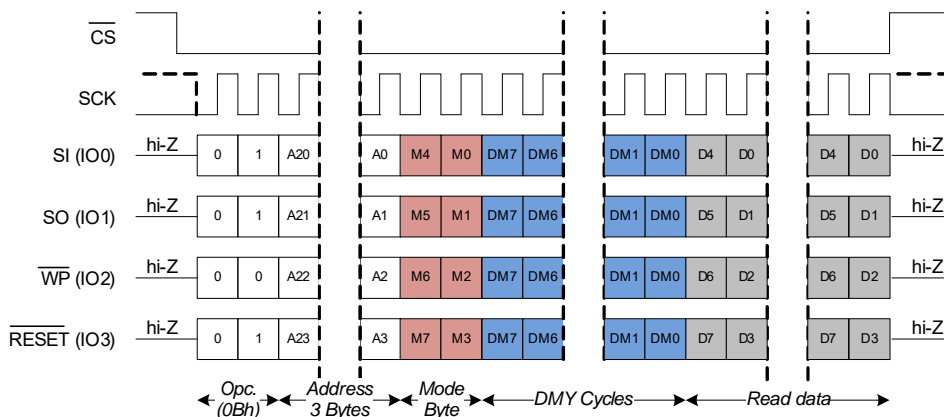 CS
SCK
SI (IO0) hi-Z 0 1 A20 A0 M4 M0 DM7 DM6 DM1 DM0 D4 D0 D4 D0 hi-Z
SO (IO1) hi-Z 0 1 A21 A1 M5 M1 DM7 DM6 DM1 DM0 D5 D1 D5 D1 hi-Z
WP (IO2) hi-Z 0 0 A22 A2 M6 M2 DM7 DM6 DM1 DM0 D6 D2 D6 D2 hi-Z
RESET (IO3) hi-Z 0 1 A23 A3 M7 M3 DM7 DM6 DM1 DM0 D7 D3 D7 D3 hi-Z
Opc. Address Mode DMY Cycles Read data
(0Bh) 3 Bytes Byte